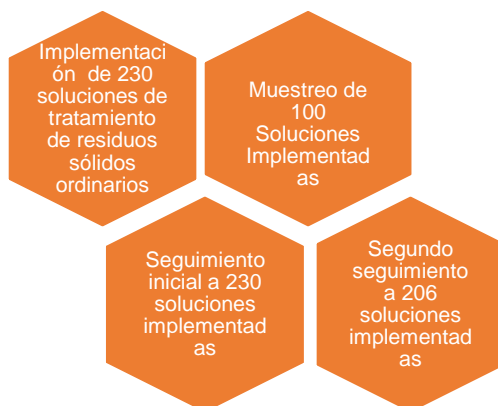 Implementaci
ón de 230
soluciones de
tratamiento
de residuos
sólidos
ordinarios
Muestreo de
100
Soluciones
Implementad
as
Seguimiento
inicial a 230
soluciones
implementad
as
Segundo
seguimiento
a 206
soluciones
implementad
as